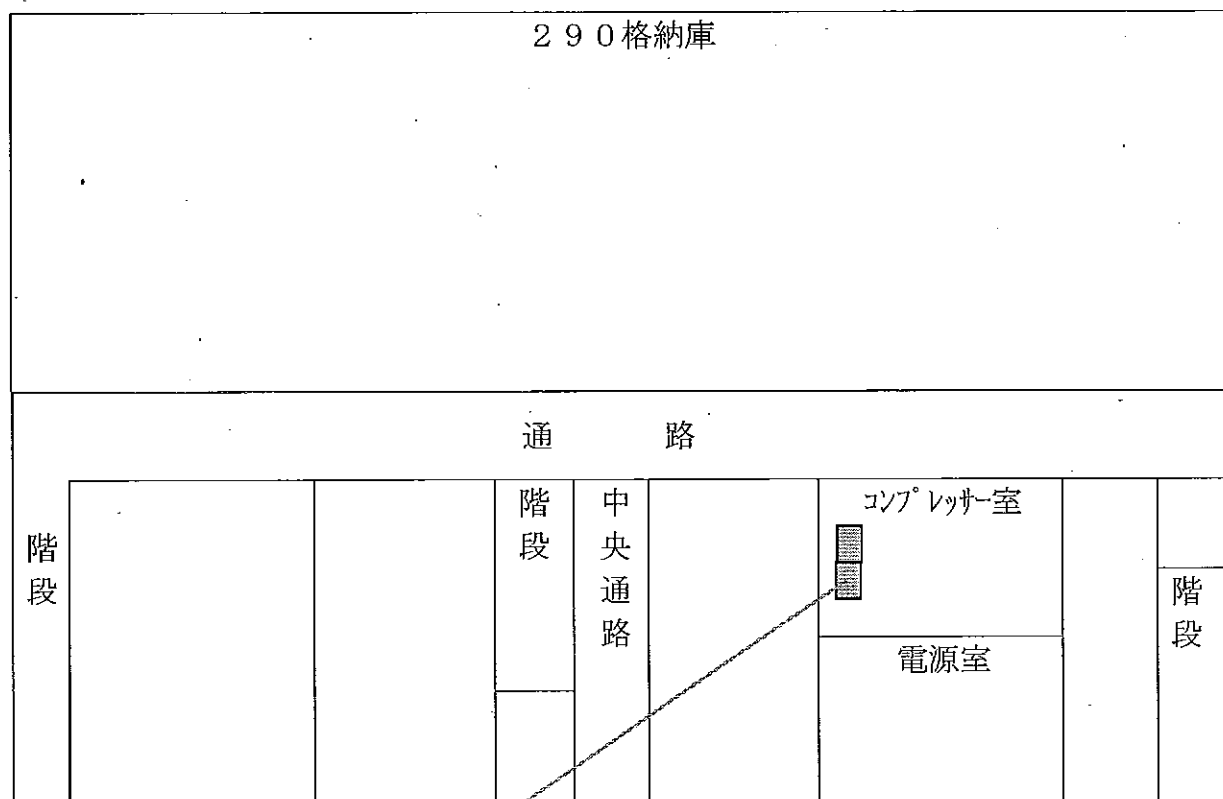 ２９０格納庫
通　　路
階段
階段
中央通路
コンプレッサー室
電源室
階段